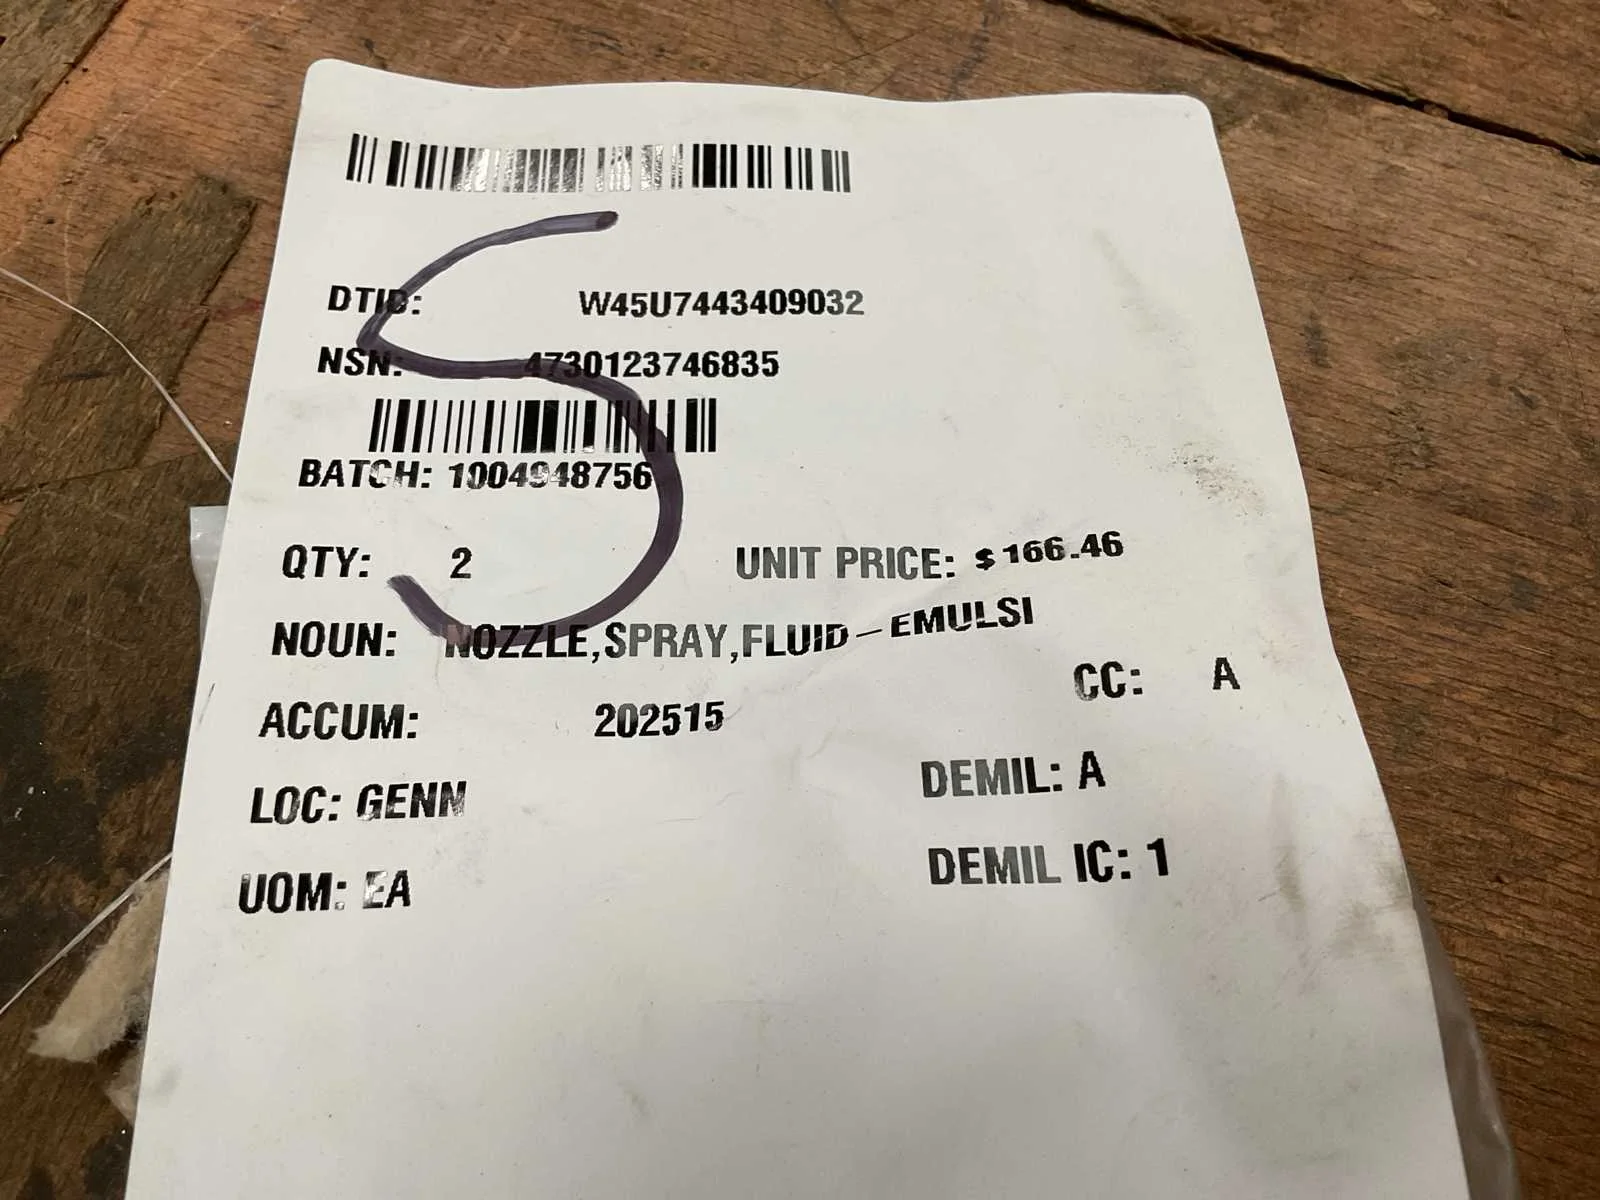 S
DTID: W45U7443409032
NSN: 4730123746835
BATCH: 1004948756
QTY: 2 UNIT PRICE: $166.46
NOUN: NOZZLE,SPRAY,FLUID-EMULSI
CC: A
ACCUM: 202515
DEMIL: A
LOC: GENN
DEMIL IC: 1
UOM: EA